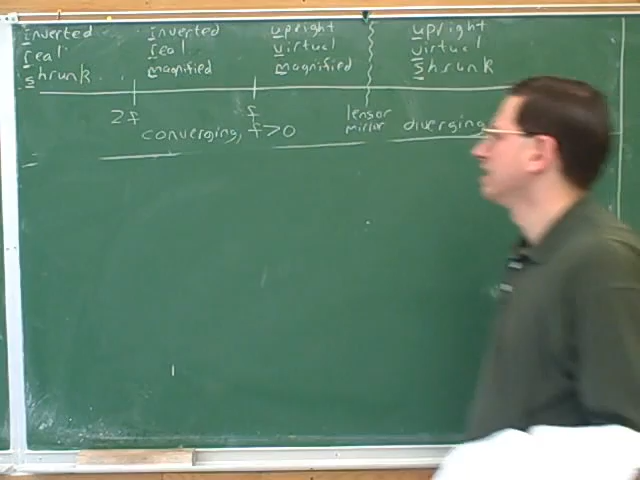 inverted inverted upright upright
real real virtual virtual
shrunk magnified magnified shrunk
2f f lens or
converging, f>0 mirror diverging